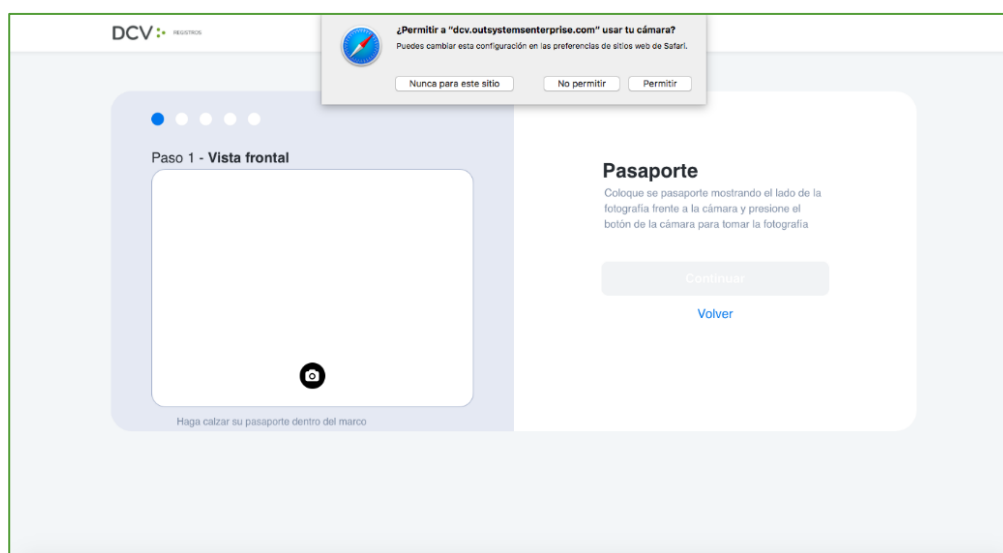 DCV REGISTROS
¿Permitir a “dcv.outsystemsenterprise.com” usar tu cámara?
Puedes cambiar esta configuración en las preferencias de sitios web de Safari.
Nunca para este sitio No permitir Permitir
Paso 1 - Vista frontal
Haga calzar su pasaporte dentro del marco
Pasaporte
Coloque se pasaporte mostrando el lado de la
fotografía frente a la cámara y presione el
botón de la cámara para tomar la fotografía
Continuar
Volver